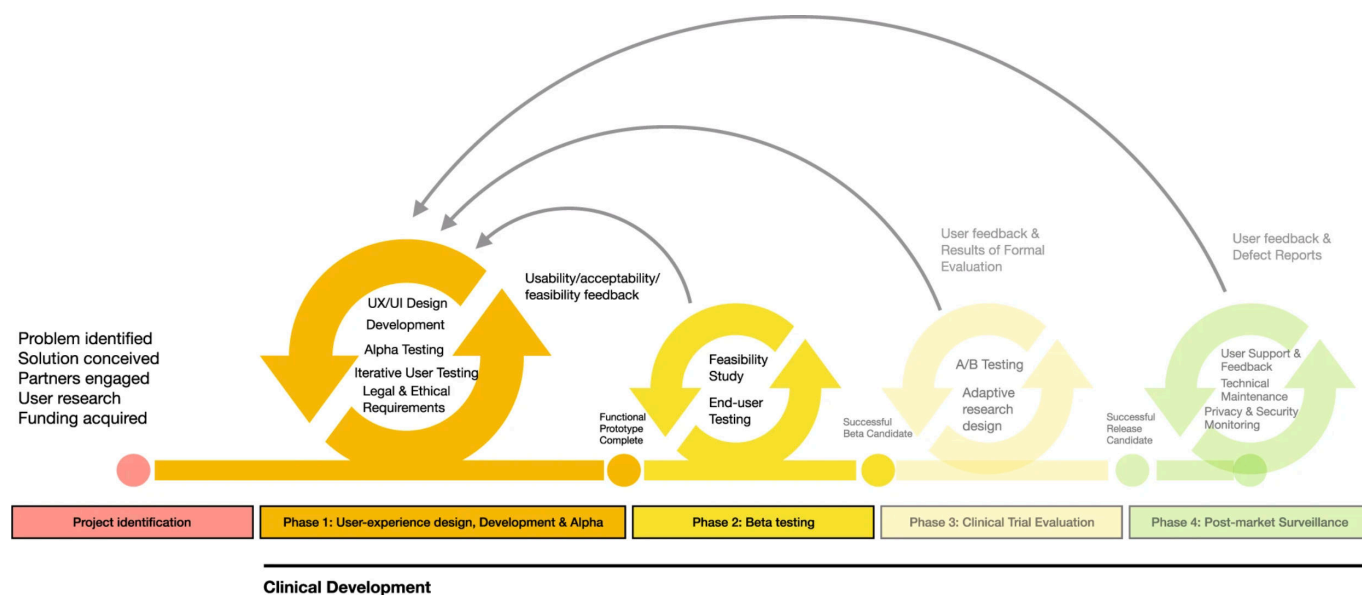 Problem identified
Solution conceived
Partners engaged
User research
Funding acquired
UX/UI Design
Development
Alpha Testing
Iterative User Testing
Legal & Ethical
Requirements
Usability/acceptability/
feasibility feedback
Functional
Prototype
Complete
Feasibility
Study
End-user
Testing
User feedback &
Results of Formal
Evaluation
Successful
Beta Candidate
A/B Testing
Adaptive
research
design
User feedback &
Defect Reports
Successful
Release
Candidate
User Support &
Feedback
Technical
Maintenance
Privacy & Security
Monitoring
Project identification
Phase 1: User-experience design, Development & Alpha
Phase 2: Beta testing
Phase 3: Clinical Trial Evaluation
Phase 4: Post-market Surveillance
Clinical Development